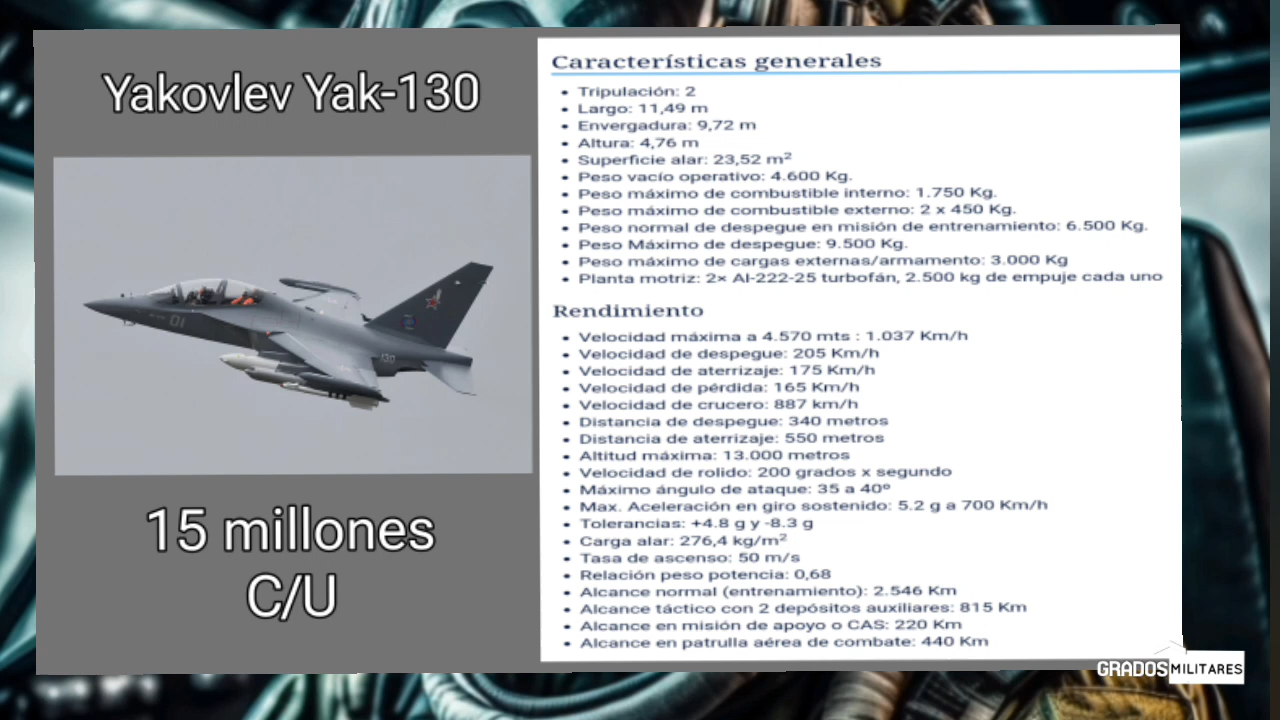 Yakovlev Yak-130
15 millones
C/U
Características generales
• Tripulación: 2
• Largo: 11,49 m
• Envergadura: 9,72 m
• Altura: 4,76 m
• Superficie alar: 23,52 m²
• Peso vacío operativo: 4.600 Kg.
• Peso máximo de combustible interno: 1.750 Kg.
• Peso máximo de combustible externo: 2 x 450 Kg.
• Peso normal de despegue en misión de entrenamiento: 6.500 Kg.
• Peso Máximo de despegue: 9.500 Kg.
• Peso máximo de cargas externas/armamento: 3.000 Kg
• Planta motriz: 2× AI-222-25 turbofán, 2.500 kg de empuje cada uno
Rendimiento
• Velocidad máxima a 4.570 mts : 1.037 Km/h
• Velocidad de despegue: 205 Km/h
• Velocidad de aterrizaje: 175 Km/h
• Velocidad de pérdida: 165 Km/h
• Velocidad de crucero: 887 km/h
• Distancia de despegue: 340 metros
• Distancia de aterrizaje: 550 metros
• Altitud máxima: 13.000 metros
• Velocidad de rolido: 200 grados x segundo
• Máximo ángulo de ataque: 35 a 40º
• Max. Aceleración en giro sostenido: 5.2 g a 700 Km/h
• Tolerancias: +4.8 g y -8.3 g
• Carga alar: 276,4 kg/m²
• Tasa de ascenso: 50 m/s
• Relación peso potencia: 0,68
• Alcance normal (entrenamiento): 2.546 Km
• Alcance táctico con 2 depósitos auxiliares: 815 Km
• Alcance en misión de apoyo o CAS: 220 Km
• Alcance en patrulla aérea de combate: 440 Km
01
130
GRADOS MILITARES